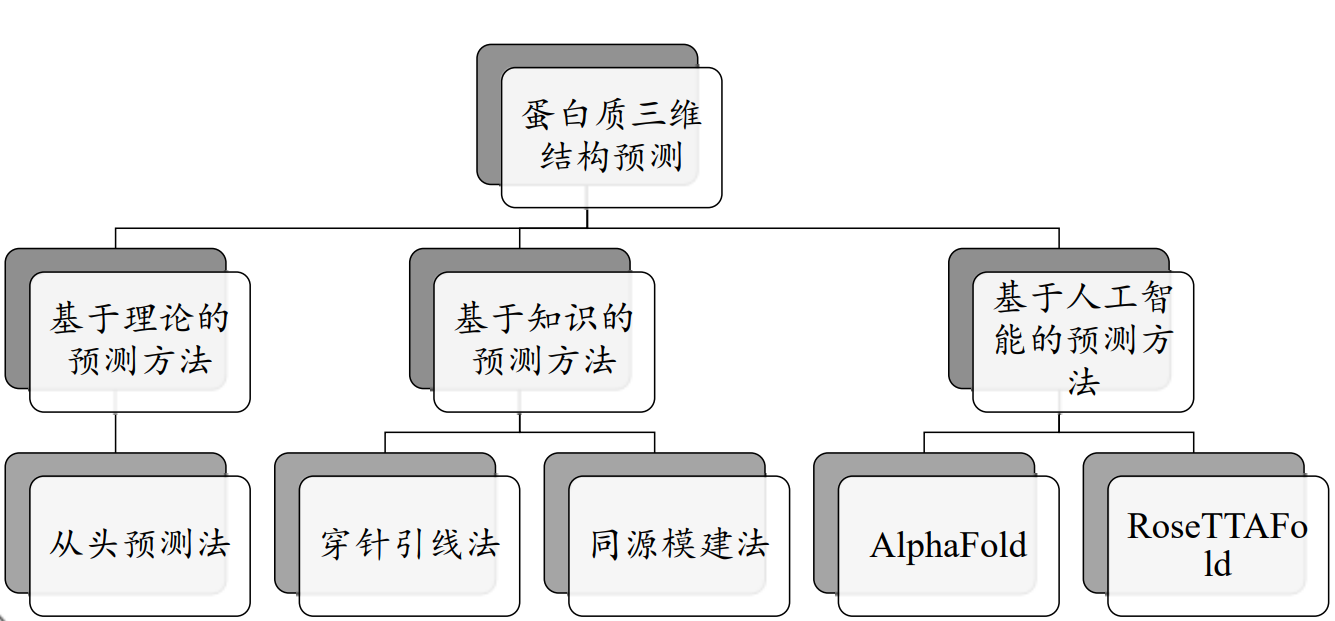 蛋白质三维
结构预测
基于理论的
预测方法
基于知识的
预测方法
基于人工智
能的预测方
法
从头预测法
穿针引线法
同源模建法
AlphaFold
RoseTTAFo
ld